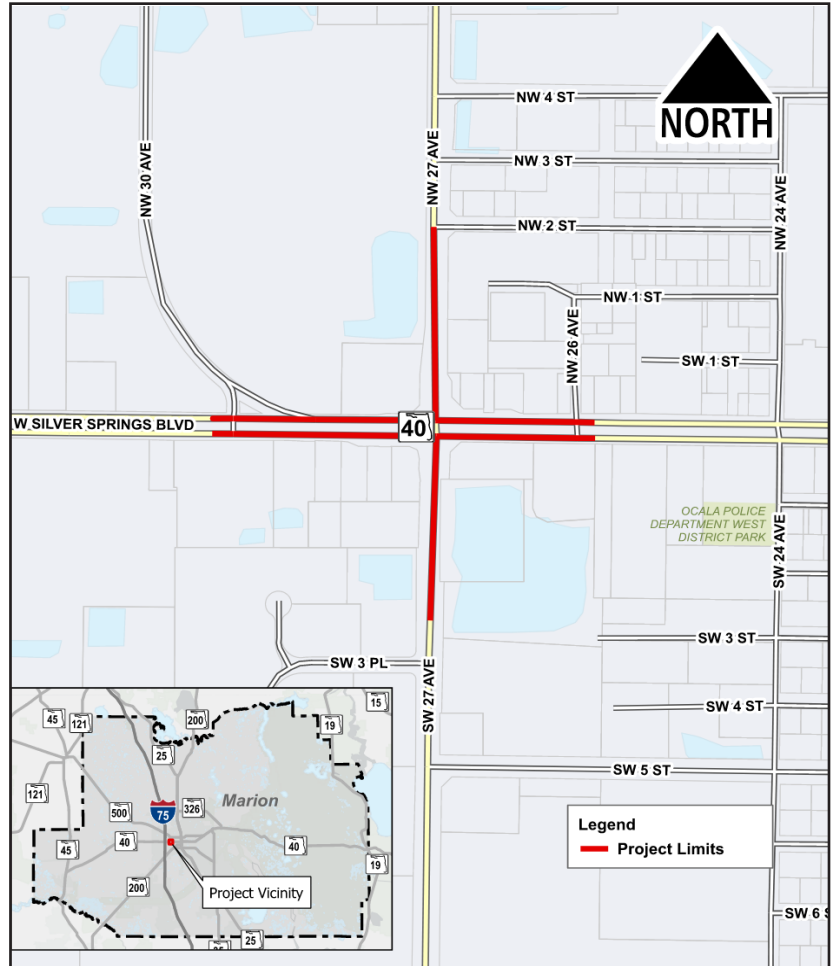 NW 4 ST
NORTH
NW 30 AVE
NW 27 AVE
NW 3 ST
NW 24 AVE
NW 2 ST
NW 1 ST
NW 26 AVE
SW 1 ST
W SILVER SPRINGS BLVD
40
OCALA POLICE
DEPARTMENT WEST
DISTRICT PARK
SW 24 AVE
SW 3 ST
SW 3 PL
SW 27 AVE
SW 4 ST
SW 5 ST
SW 6
Legend
Project Limits
15
45
121
200
19
25
121
500
326
Marion
75
40
45
40
19
200
Project Vicinity
25